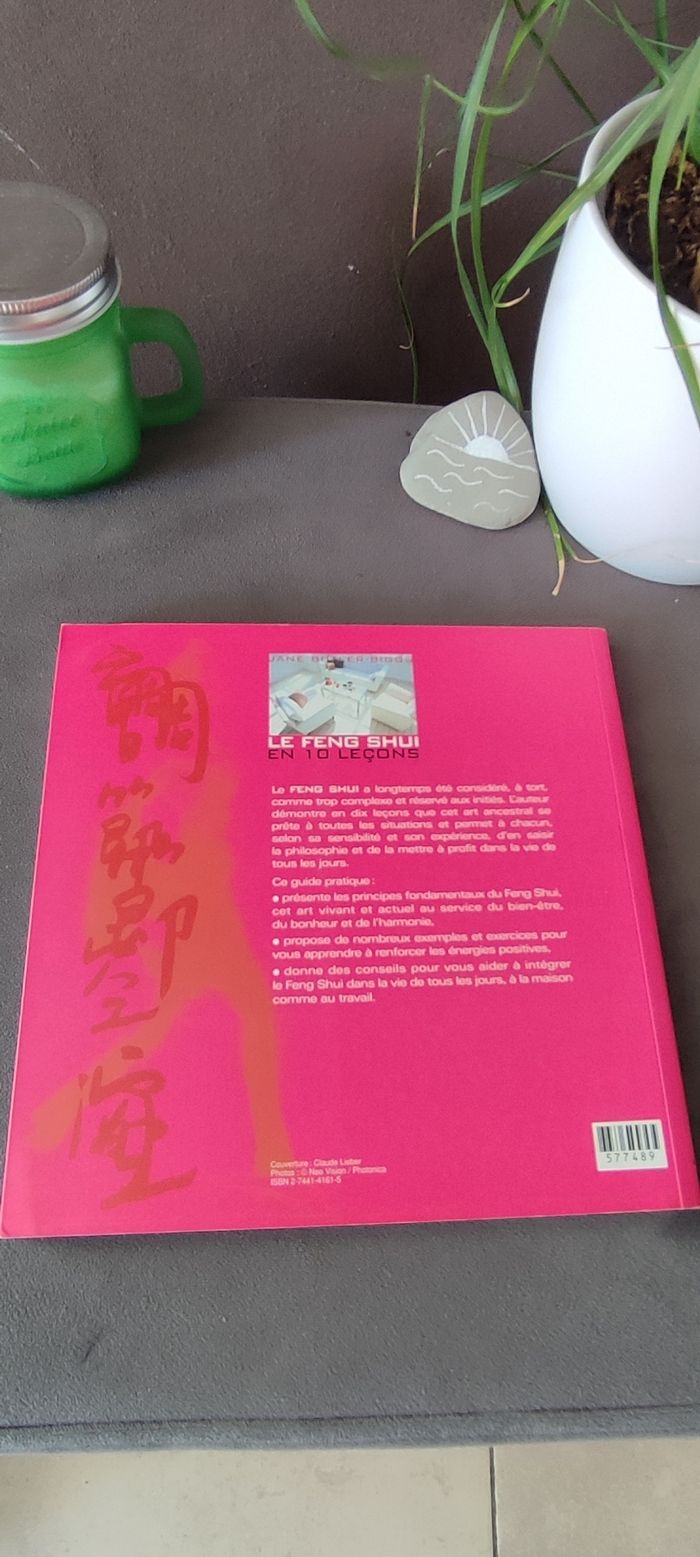 LE FENG SHUI
EN 10 LEÇONS
Le FENG SHUI a longtemps été considéré, à tort,
comme trop complexe et réservé aux initiés. L'auteur
démontre en dix leçons que cet art ancestral se
prête à toutes les situations et permet à chacun,
selon sa sensibilité et son expérience, d'en saisir
la philosophie et de la mettre à profit dans la vie de
tous les jours.
Ce guide pratique :
• présente les principes fondamentaux du Feng Shui,
cet art vivant et actuel au service du bien-être,
du bonheur et de l'harmonie,
• propose de nombreux exemples et exercices pour
vous apprendre à renforcer les énergies positives,
• donne des conseils pour vous aider à intégrer
le Feng Shui dans la vie de tous les jours, à la maison
comme au travail.
Couverture : Claude Lieber
Photos : © Neo Vision / Photonica
ISBN 2-7441-4161-5
577489